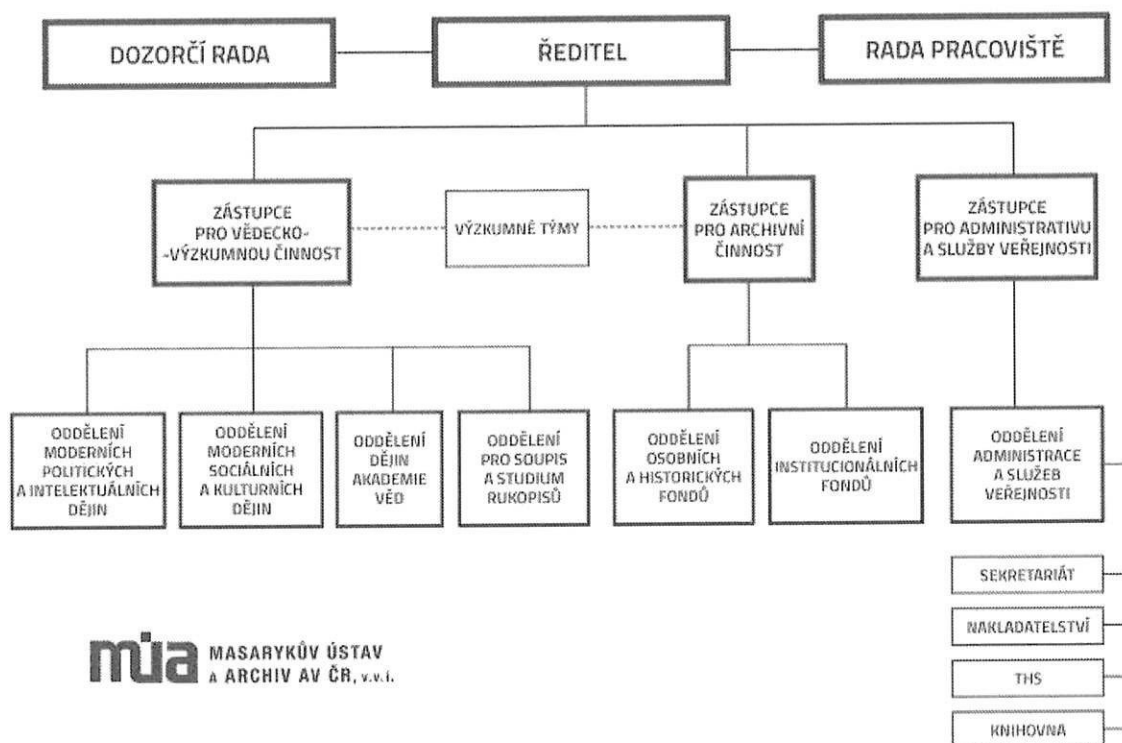 DOZORČÍ RADA
ŘEDITEL
RADA PRACOVIŠTĚ
ZÁSTUPCE
PRO VĚDECKO-
-VÝZKUMNOU ČINNOST
VÝZKUMNÉ TÝMY
ZÁSTUPCE
PRO ARCHIVNÍ
ČINNOST
ZÁSTUPCE
PRO ADMINISTRATIVU
A SLUŽBY VEŘEJNOSTI
ODDĚLENÍ
MODERNÍCH
POLITICKÝCH
A INTELEKTUÁLNÍCH
DĚJIN
ODDĚLENÍ
MODERNÍCH
SOCIÁLNÍCH
A KULTURNÍCH
DĚJIN
ODDĚLENÍ
DĚJIN
AKADEMIE
VĚD
ODDĚLENÍ
PRO SOUPIS
A STUDIUM
RUKOPISŮ
ODDĚLENÍ
OSOBNÍCH
A HISTORICKÝCH
FONDŮ
ODDĚLENÍ
INSTITUCIONÁLNÍCH
FONDŮ
ODDĚLENÍ
ADMINISTRACE
A SLUŽEB
VEŘEJNOSTI
SEKRETARIÁT
NAKLADATELSTVÍ
THS
KNIHOVNA
múa MASARYKŮV ÚSTAV
A ARCHIV AV ČR, v.v.i.